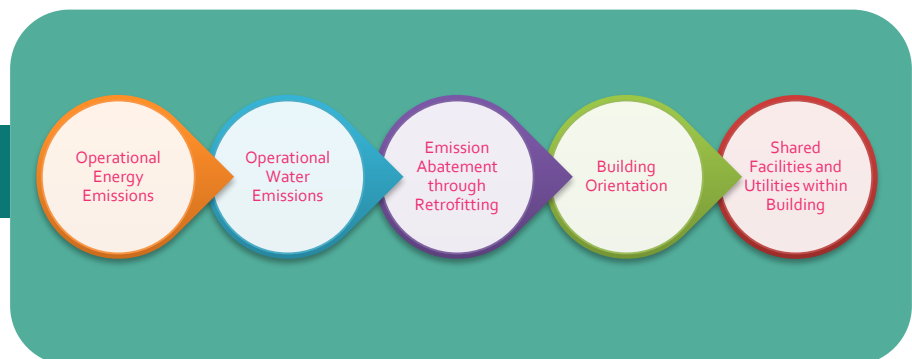 Operational
Energy
Emissions
Operational
Water
Emissions
Emission
Abatement
through
Retrofitting
Building
Orientation
Shared
Facilities and
Utilities within
Building